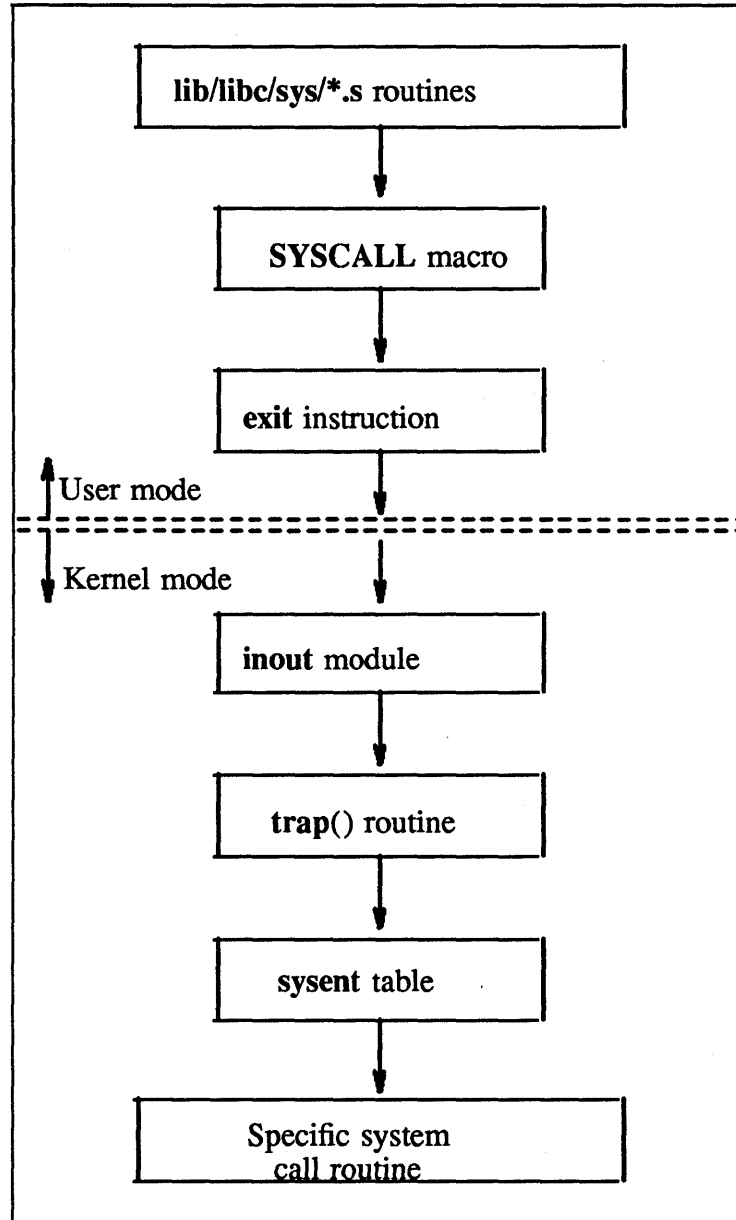 lib/libc/sys/*.s routines
SYSCALL macro
exit instruction
User mode
Kernel mode
inout module
trap() routine
sysent table
Specific system
call routine